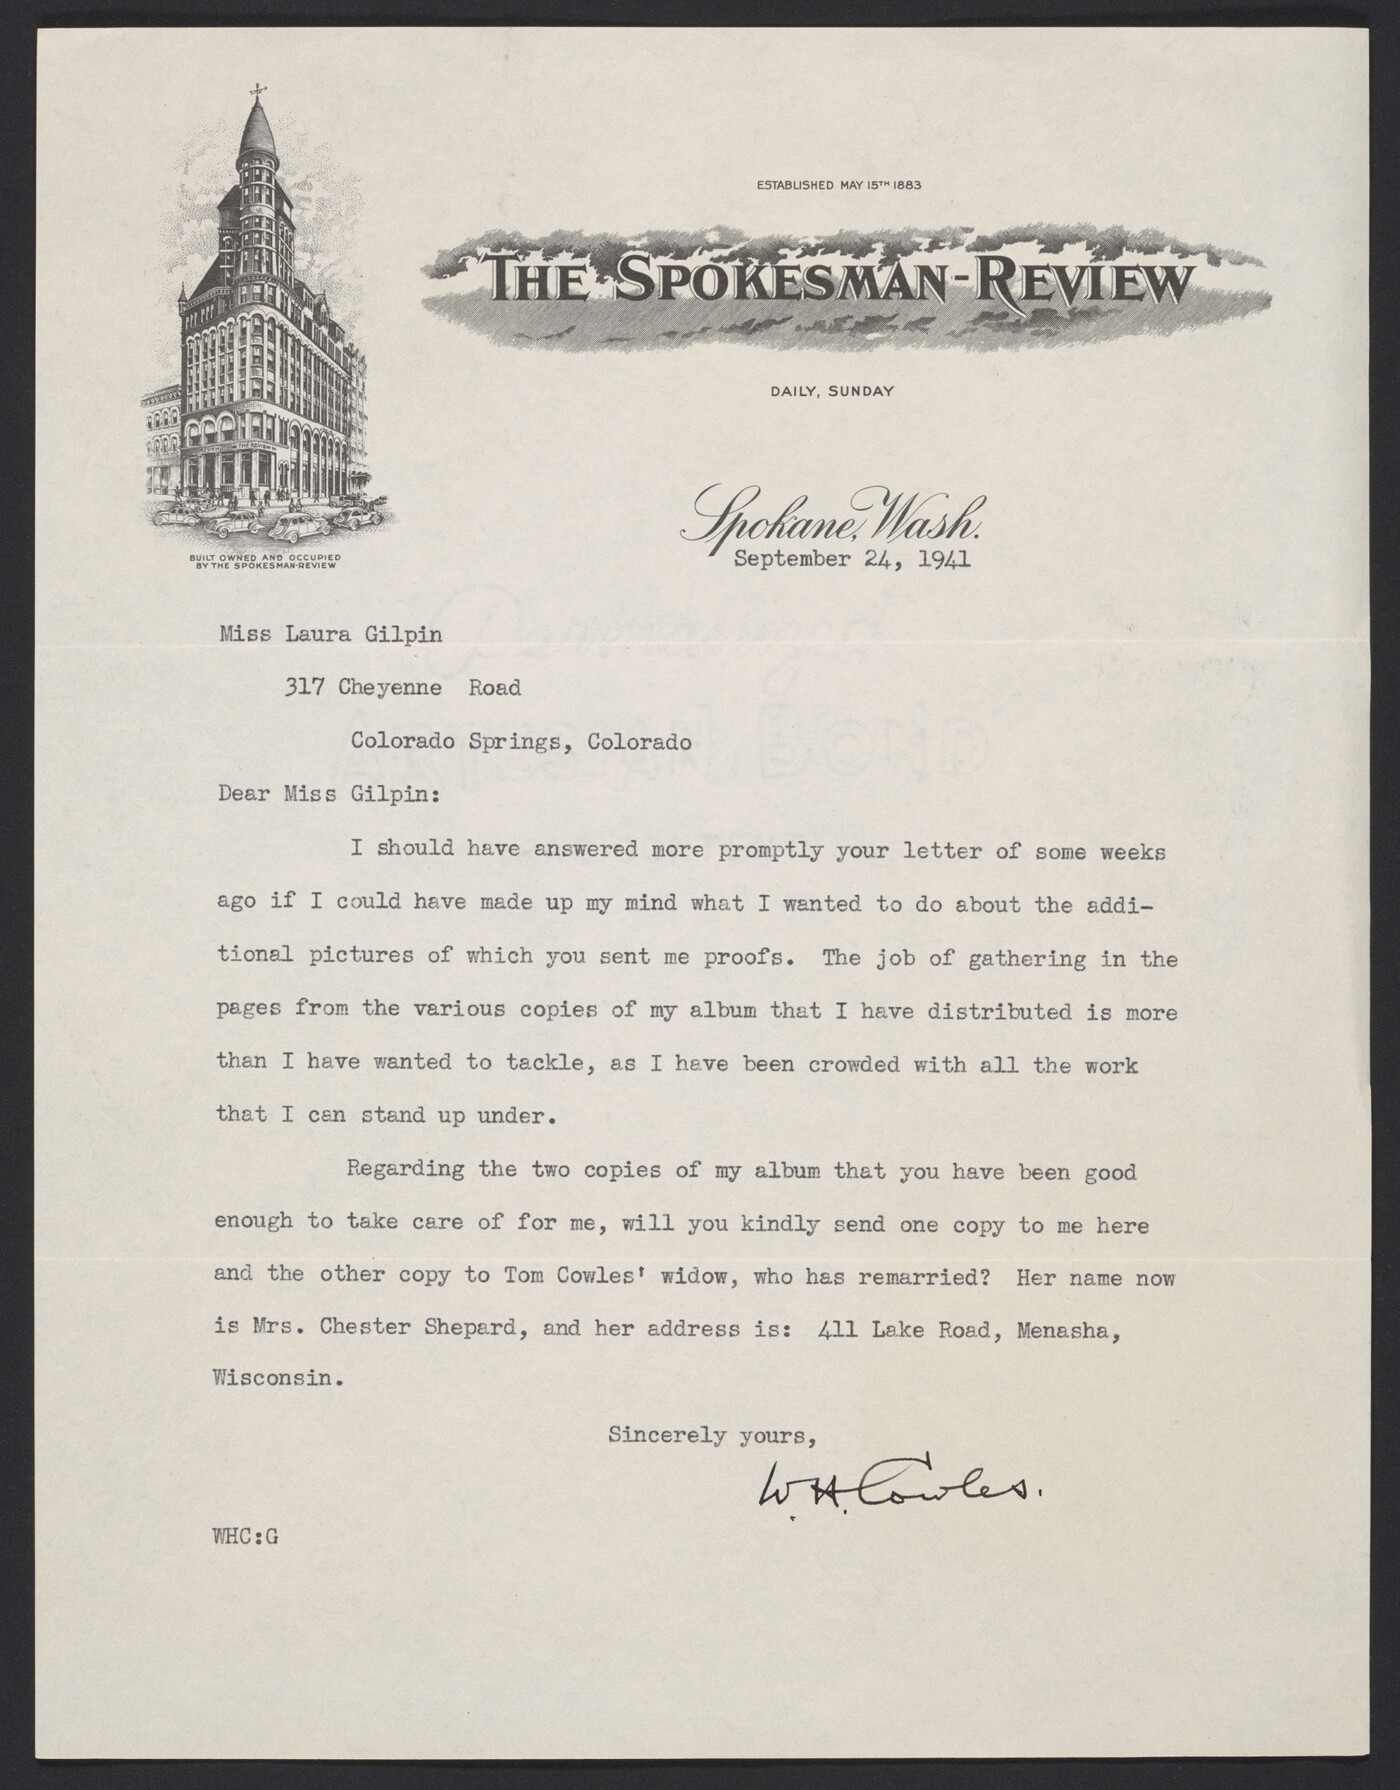 ESTABLISHED MAY 15TH 1883
THE SPOKESMAN-REVIEW
DAILY, SUNDAY
THE REVIEW
BUILT OWNED AND OCCUPIED
BY THE SPOKESMAN-REVIEW
Spokane, Wash.
September 24, 1941
Miss Laura Gilpin
317 Cheyenne Road
Colorado Springs, Colorado
Dear Miss Gilpin:
I should have answered more promptly your letter of some weeks
ago if I could have made up my mind what I wanted to do about the addi-
tional pictures of which you sent me proofs. The job of gathering in the
pages from the various copies of my album that I have distributed is more
than I have wanted to tackle, as I have been crowded with all the work
that I can stand up under.
Regarding the two copies of my album that you have been good
enough to take care of for me, will you kindly send one copy to me here
and the other copy to Tom Cowles' widow, who has remarried? Her name now
is Mrs. Chester Shepard, and her address is: 411 Lake Road, Menasha,
Wisconsin.
Sincerely yours,
W. H. Cowles.
WHC:G